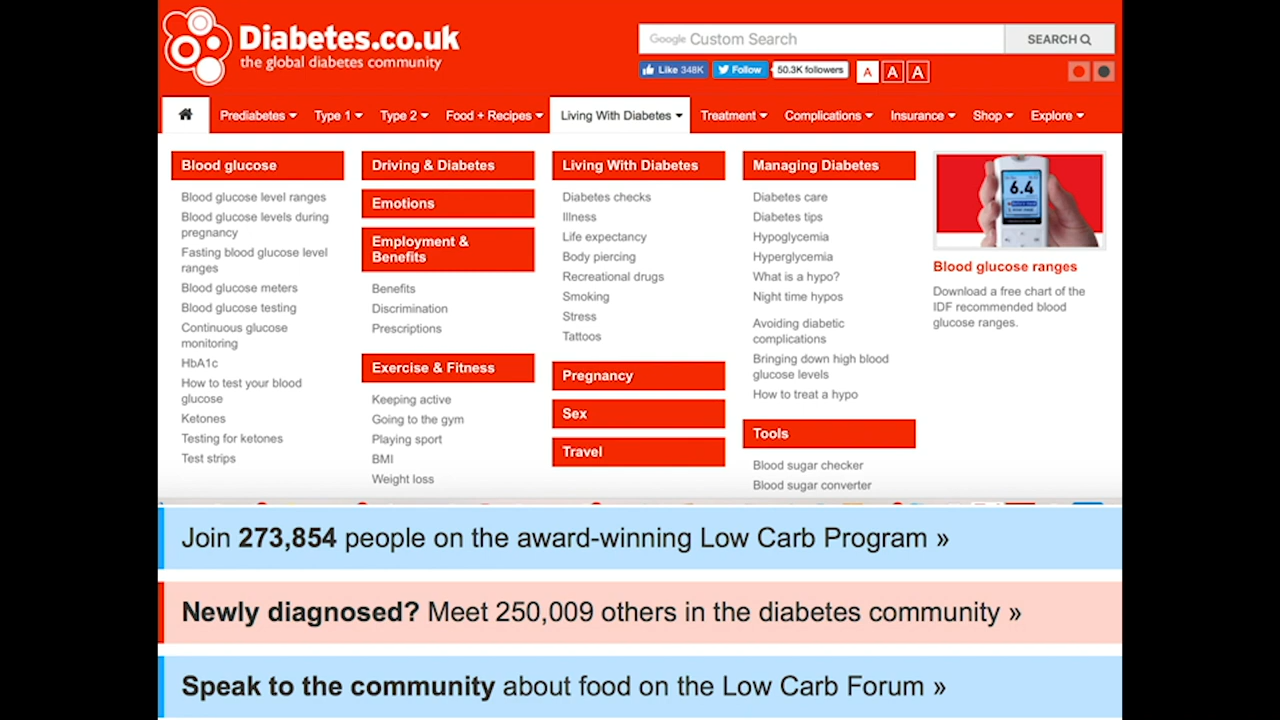 Diabetes.co.uk
the global diabetes community
Google Custom Search
SEARCH
Like 348K
Follow
50.3K followers
A A A
Prediabetes Type 1 Type 2 Food + Recipes Living With Diabetes Treatment Complications Insurance Shop Explore
Blood glucose
Blood glucose level ranges
Blood glucose levels during
pregnancy
Fasting blood glucose level
ranges
Blood glucose meters
Blood glucose testing
Continuous glucose
monitoring
HbA1c
How to test your blood
glucose
Ketones
Testing for ketones
Test strips
Driving & Diabetes
Emotions
Employment &
Benefits
Benefits
Discrimination
Prescriptions
Exercise & Fitness
Keeping active
Going to the gym
Playing sport
BMI
Weight loss
Living With Diabetes
Diabetes checks
Illness
Life expectancy
Body piercing
Recreational drugs
Smoking
Stress
Tattoos
Pregnancy
Sex
Travel
Managing Diabetes
Diabetes care
Diabetes tips
Hypoglycemia
Hyperglycemia
What is a hypo?
Night time hypos
Avoiding diabetic
complications
Bringing down high blood
glucose levels
How to treat a hypo
Tools
Blood sugar checker
Blood sugar converter
6.4
Blood glucose ranges
Download a free chart of the
IDF recommended blood
glucose ranges.
Join 273,854 people on the award-winning Low Carb Program »
Newly diagnosed? Meet 250,009 others in the diabetes community »
Speak to the community about food on the Low Carb Forum »